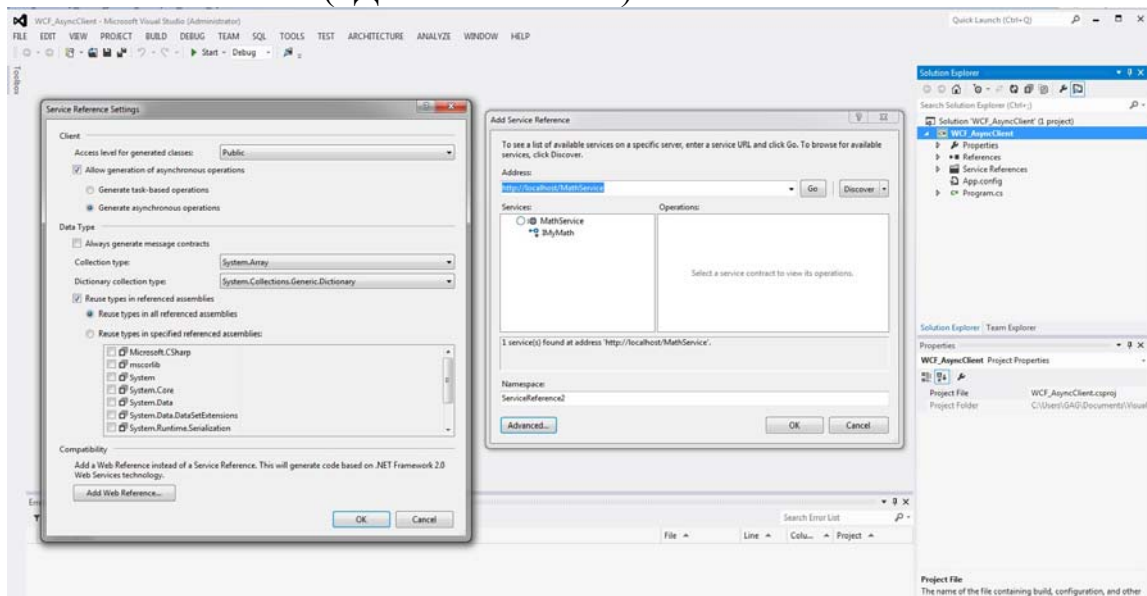 WCF_AsyncClient - Microsoft Visual Studio (Administrator)
Quick Launch (Ctrl+Q)
FILE EDIT VIEW PROJECT BUILD DEBUG TEAM SQL TOOLS TEST ARCHITECTURE ANALYZE WINDOW HELP
Start - Debug
Toolbox
Service Reference Settings
Client
Access level for generated classes: Public
Allow generation of asynchronous operations
Generate task-based operations
Generate asynchronous operations
Data Type
Always generate message contracts
Collection type: System.Array
Dictionary collection type: System.Collections.Generic.Dictionary
Reuse types in referenced assemblies
Reuse types in all referenced assemblies
Reuse types in specified referenced assemblies:
Microsoft.CSharp
mscorlib
System
System.Core
System.Data
System.Data.DataSetExtensions
System.Runtime.Serialization
Compatibility
Add a Web Reference instead of a Service Reference. This will generate code based on .NET Framework 2.0
Web Services technology.
Add Web Reference...
OK Cancel
Add Service Reference
To see a list of available services on a specific server, enter a service URL and click Go. To browse for available
services, click Discover.
Address:
http://localhost/MathService Go Discover
Services: Operations:
MathService
IMyMath
Select a service contract to view its operations.
1 service(s) found at address 'http://localhost/MathService'.
Namespace:
ServiceReference2
Advanced... OK Cancel
Search Error List
File Line Colu... Project
Solution Explorer
Search Solution Explorer (Ctrl+;)
Solution 'WCF_AsyncClient' (1 project)
WCF_AsyncClient
Properties
References
Service References
App.config
Program.cs
Solution Explorer Team Explorer
Properties
WCF_AsyncClient Project Properties
Project File WCF_AsyncClient.csproj
Project Folder C:\Users\GAG\Documents\Visual
Project File
The name of the file containing build, configuration, and other